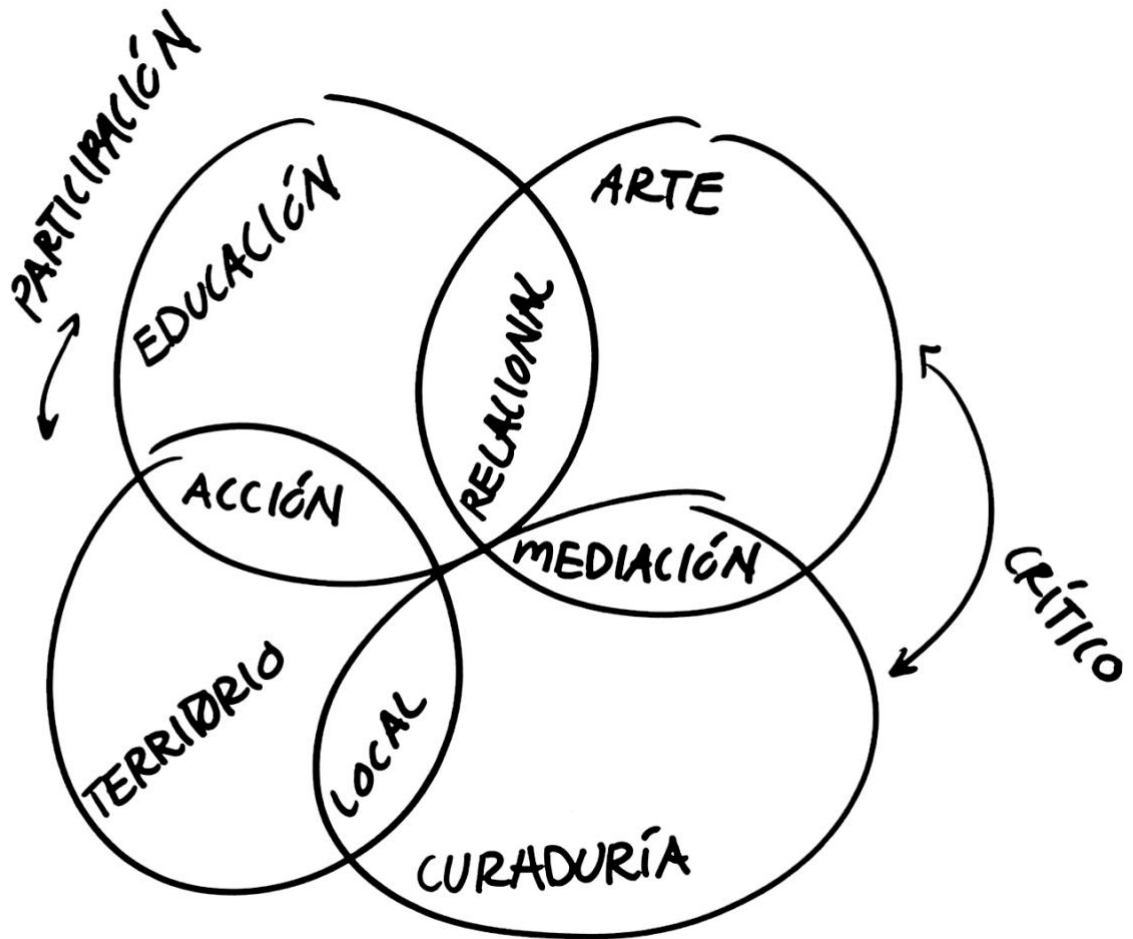 PARTICIPACIÓN
EDUCACIÓN
ARTE
RELACIONAL
ACCIÓN
MEDIACIÓN
CRÍTICO
TERRITORIO
LOCAL
CURADURÍA